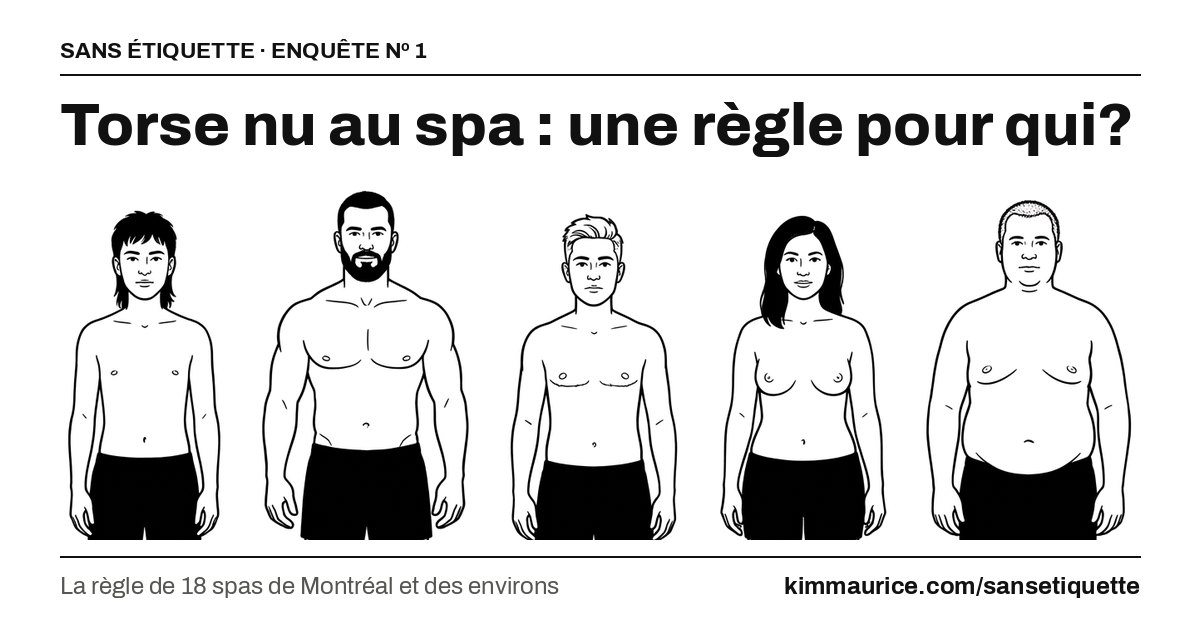 SANS ÉTIQUETTE · ENQUÊTE Nº 1
Torse nu au spa : une règle pour qui?
La règle de 18 spas de Montréal et des environs
kimmaurice.com/sansetiquette